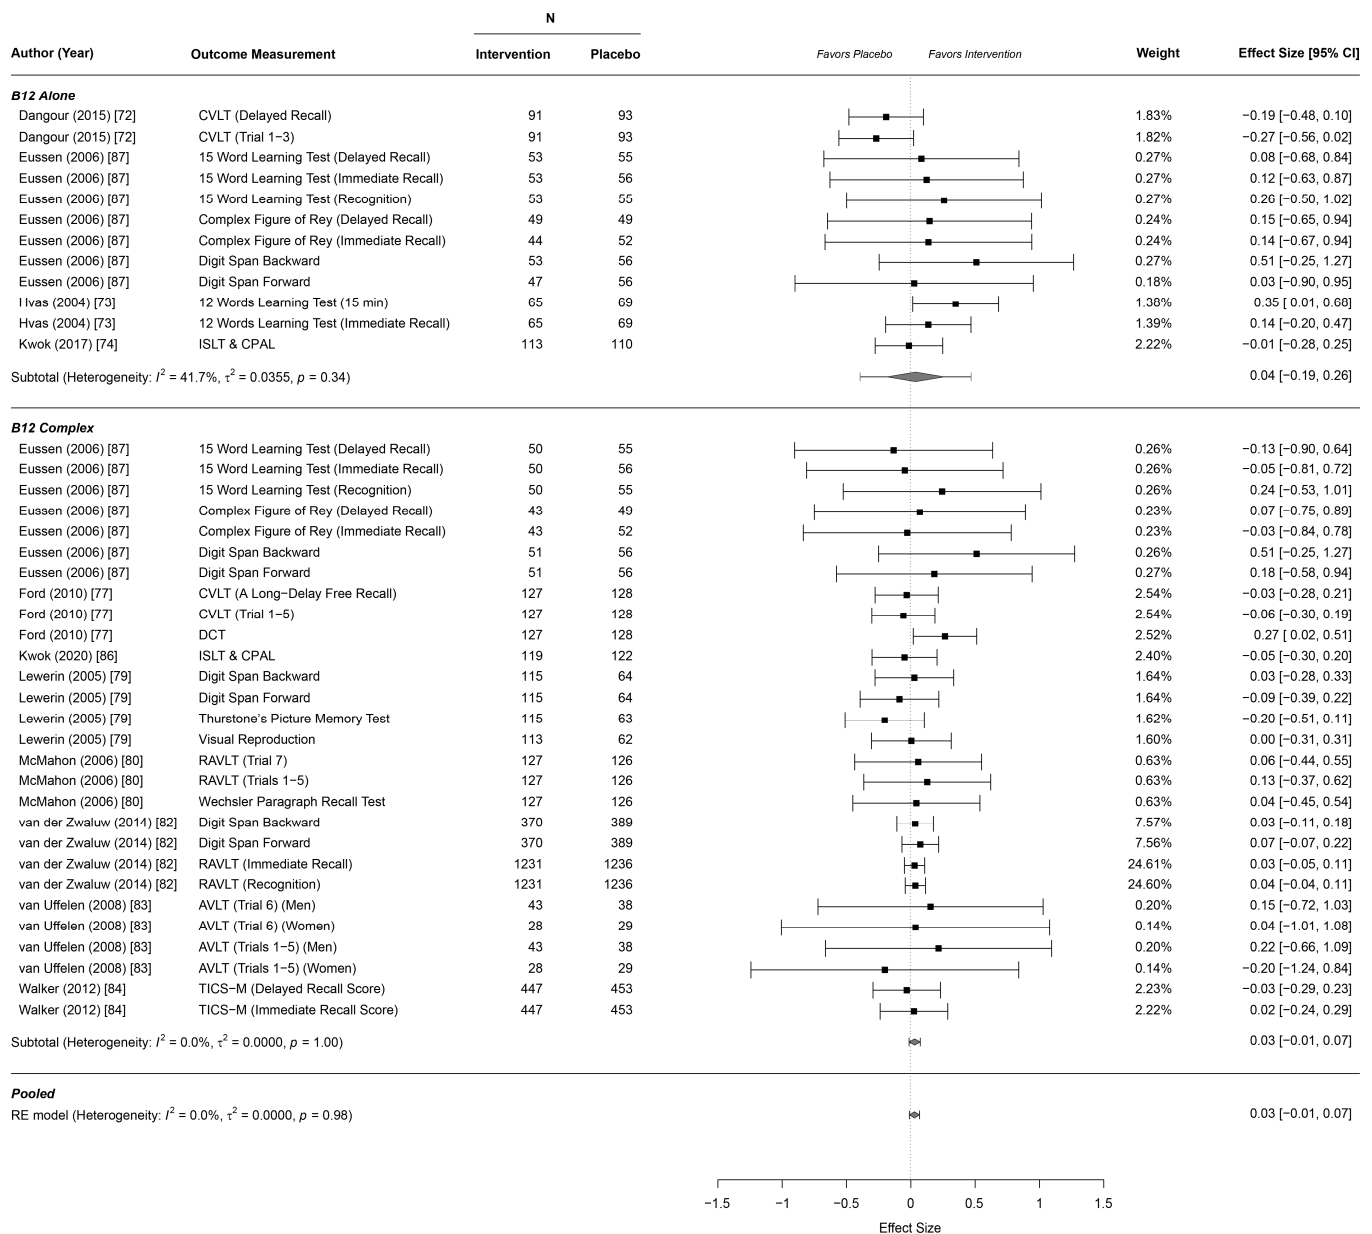 N
Author (Year) Outcome Measurement Intervention Placebo Favors Placebo Favors Intervention Weight Effect Size [95% CI]
B12 Alone
Dangour (2015) [72] CVLT (Delayed Recall) 91 93 1.83% −0.19 [−0.48, 0.10]
Dangour (2015) [72] CVLT (Trial 1−3) 91 93 1.82% −0.27 [−0.56, 0.02]
Eussen (2006) [87] 15 Word Learning Test (Delayed Recall) 53 55 0.27% 0.08 [−0.68, 0.84]
Eussen (2006) [87] 15 Word Learning Test (Immediate Recall) 53 56 0.27% 0.12 [−0.63, 0.87]
Eussen (2006) [87] 15 Word Learning Test (Recognition) 53 55 0.27% 0.26 [−0.50, 1.02]
Eussen (2006) [87] Complex Figure of Rey (Delayed Recall) 49 49 0.24% 0.15 [−0.65, 0.94]
Eussen (2006) [87] Complex Figure of Rey (Immediate Recall) 44 52 0.24% 0.14 [−0.67, 0.94]
Eussen (2006) [87] Digit Span Backward 53 56 0.27% 0.51 [−0.25, 1.27]
Eussen (2006) [87] Digit Span Forward 47 56 0.18% 0.03 [−0.90, 0.95]
Hvas (2004) [73] 12 Words Learning Test (15 min) 65 69 1.38% 0.35 [ 0.01, 0.68]
Hvas (2004) [73] 12 Words Learning Test (Immediate Recall) 65 69 1.39% 0.14 [−0.20, 0.47]
Kwok (2017) [74] ISLT & CPAL 113 110 2.22% −0.01 [−0.28, 0.25]
Subtotal (Heterogeneity: I² = 41.7%, τ² = 0.0355, p = 0.34) 0.04 [−0.19, 0.26]
B12 Complex
Eussen (2006) [87] 15 Word Learning Test (Delayed Recall) 50 55 0.26% −0.13 [−0.90, 0.64]
Eussen (2006) [87] 15 Word Learning Test (Immediate Recall) 50 56 0.26% −0.05 [−0.81, 0.72]
Eussen (2006) [87] 15 Word Learning Test (Recognition) 50 55 0.26% 0.24 [−0.53, 1.01]
Eussen (2006) [87] Complex Figure of Rey (Delayed Recall) 43 49 0.23% 0.07 [−0.75, 0.89]
Eussen (2006) [87] Complex Figure of Rey (Immediate Recall) 43 52 0.23% −0.03 [−0.84, 0.78]
Eussen (2006) [87] Digit Span Backward 51 56 0.26% 0.51 [−0.25, 1.27]
Eussen (2006) [87] Digit Span Forward 51 56 0.27% 0.18 [−0.58, 0.94]
Ford (2010) [77] CVLT (A Long−Delay Free Recall) 127 128 2.54% −0.03 [−0.28, 0.21]
Ford (2010) [77] CVLT (Trial 1−5) 127 128 2.54% −0.06 [−0.30, 0.19]
Ford (2010) [77] DCT 127 128 2.52% 0.27 [ 0.02, 0.51]
Kwok (2020) [86] ISLT & CPAL 119 122 2.40% −0.05 [−0.30, 0.20]
Lewerin (2005) [79] Digit Span Backward 115 64 1.64% 0.03 [−0.28, 0.33]
Lewerin (2005) [79] Digit Span Forward 115 64 1.64% −0.09 [−0.39, 0.22]
Lewerin (2005) [79] Thurstone's Picture Memory Test 115 63 1.62% −0.20 [−0.51, 0.11]
Lewerin (2005) [79] Visual Reproduction 113 62 1.60% 0.00 [−0.31, 0.31]
McMahon (2006) [80] RAVLT (Trial 7) 127 126 0.63% 0.06 [−0.44, 0.55]
McMahon (2006) [80] RAVLT (Trials 1−5) 127 126 0.63% 0.13 [−0.37, 0.62]
McMahon (2006) [80] Wechsler Paragraph Recall Test 127 126 0.63% 0.04 [−0.45, 0.54]
van der Zwaluw (2014) [82] Digit Span Backward 370 389 7.57% 0.03 [−0.11, 0.18]
van der Zwaluw (2014) [82] Digit Span Forward 370 389 7.56% 0.07 [−0.07, 0.22]
van der Zwaluw (2014) [82] RAVLT (Immediate Recall) 1231 1236 24.61% 0.03 [−0.05, 0.11]
van der Zwaluw (2014) [82] RAVLT (Recognition) 1231 1236 24.60% 0.04 [−0.04, 0.11]
van Uffelen (2008) [83] AVLT (Trial 6) (Men) 43 38 0.20% 0.15 [−0.72, 1.03]
van Uffelen (2008) [83] AVLT (Trial 6) (Women) 28 29 0.14% 0.04 [−1.01, 1.08]
van Uffelen (2008) [83] AVLT (Trials 1−5) (Men) 43 38 0.20% 0.22 [−0.66, 1.09]
van Uffelen (2008) [83] AVLT (Trials 1−5) (Women) 28 29 0.14% −0.20 [−1.24, 0.84]
Walker (2012) [84] TICS−M (Delayed Recall Score) 447 453 2.23% −0.03 [−0.29, 0.23]
Walker (2012) [84] TICS−M (Immediate Recall Score) 447 453 2.22% 0.02 [−0.24, 0.29]
Subtotal (Heterogeneity: I² = 0.0%, τ² = 0.0000, p = 1.00) 0.03 [−0.01, 0.07]
Pooled
RE model (Heterogeneity: I² = 0.0%, τ² = 0.0000, p = 0.98) 0.03 [−0.01, 0.07]
−1.5 −1 −0.5 0 0.5 1 1.5
Effect Size